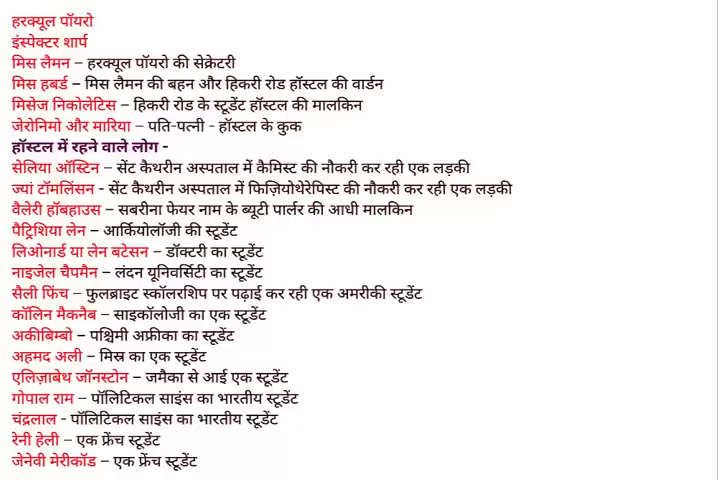 हरक्यूल पॉयरो
इंस्पेक्टर शार्प
मिस लैमन – हरक्यूल पॉयरो की सेक्रेटरी
मिस हबर्ड – मिस लैमन की बहन और हिकरी रोड हॉस्टल की वार्डन
मिसेज निकोलेटिस – हिकरी रोड के स्टूडेंट हॉस्टल की मालकिन
जेरोनिमो और मारिया – पति-पत्नी - हॉस्टल के कुक
हॉस्टल में रहने वाले लोग -
सेलिया ऑस्टिन – सेंट कैथरीन अस्पताल में कैमिस्ट की नौकरी कर रही एक लड़की
ज्यां टॉमलिंसन - सेंट कैथरीन अस्पताल में फिज़ियोथेरेपिस्ट की नौकरी कर रही एक लड़की
वैलेरी हॉबहाउस – सबरीना फेयर नाम के ब्यूटी पार्लर की आधी मालकिन
पैट्रिशिया लेन – आर्कियोलॉजी की स्टूडेंट
लिओनार्ड या लेन बटेसन – डॉक्टरी का स्टूडेंट
नाइजेल चैपमैन – लंदन यूनिवर्सिटी का स्टूडेंट
सैली फिंच – फुलब्राइट स्कॉलरशिप पर पढ़ाई कर रही एक अमरीकी स्टूडेंट
कॉलिन मैकनैब – साइकॉलोजी का एक स्टूडेंट
अकीबिम्बो – पश्चिमी अफ्रीका का स्टूडेंट
अहमद अली – मिस्र का एक स्टूडेंट
एलिज़ाबेथ जॉनस्टोन – जमैका से आई एक स्टूडेंट
गोपाल राम – पॉलिटिकल साइंस का भारतीय स्टूडेंट
चंद्रलाल - पॉलिटिकल साइंस का भारतीय स्टूडेंट
रेनी हेली – एक फ्रेंच स्टूडेंट
जेनेवी मेरीकॉड – एक फ्रेंच स्टूडेंट